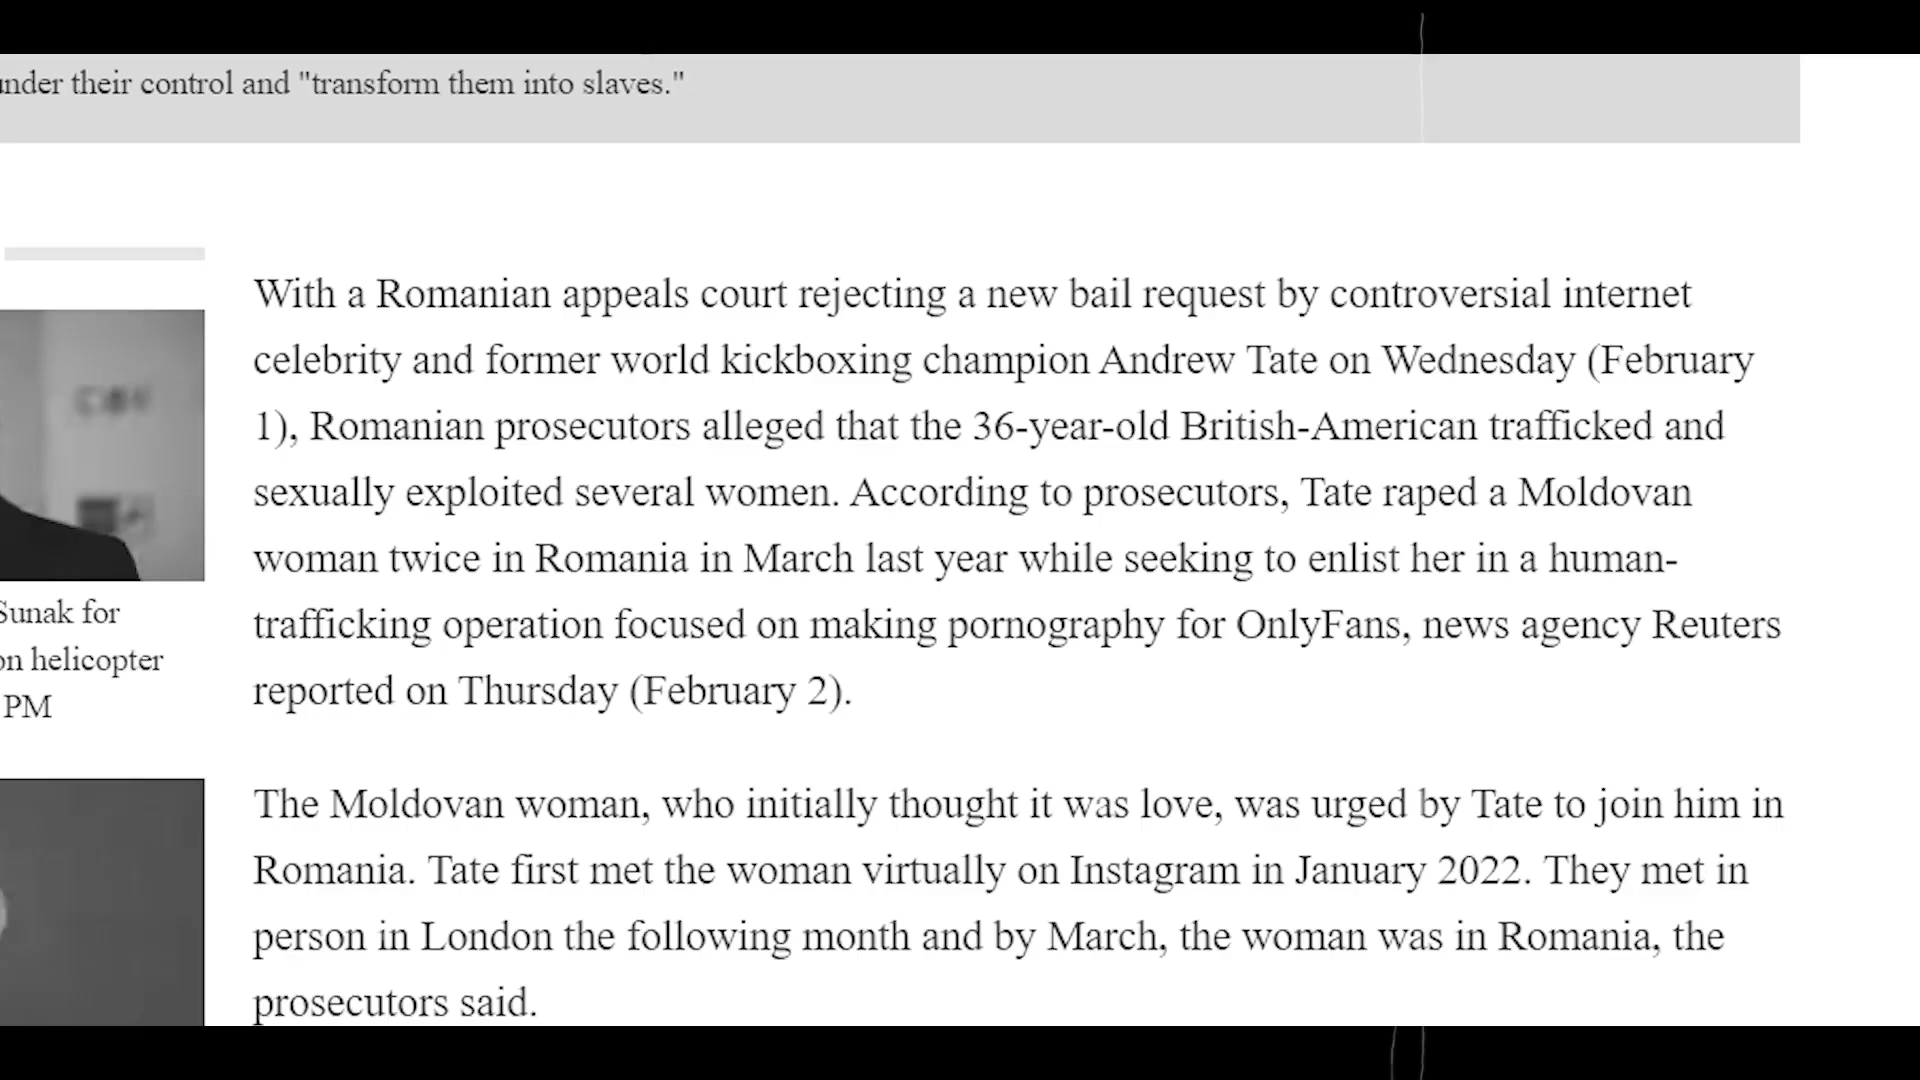 under their control and "transform them into slaves."
With a Romanian appeals court rejecting a new bail request by controversial internet
celebrity and former world kickboxing champion Andrew Tate on Wednesday (February
1), Romanian prosecutors alleged that the 36-year-old British-American trafficked and
sexually exploited several women. According to prosecutors, Tate raped a Moldovan
woman twice in Romania in March last year while seeking to enlist her in a human-
trafficking operation focused on making pornography for OnlyFans, news agency Reuters
reported on Thursday (February 2).
Sunak for
on helicopter
PM
The Moldovan woman, who initially thought it was love, was urged by Tate to join him in
Romania. Tate first met the woman virtually on Instagram in January 2022. They met in
person in London the following month and by March, the woman was in Romania, the
prosecutors said.